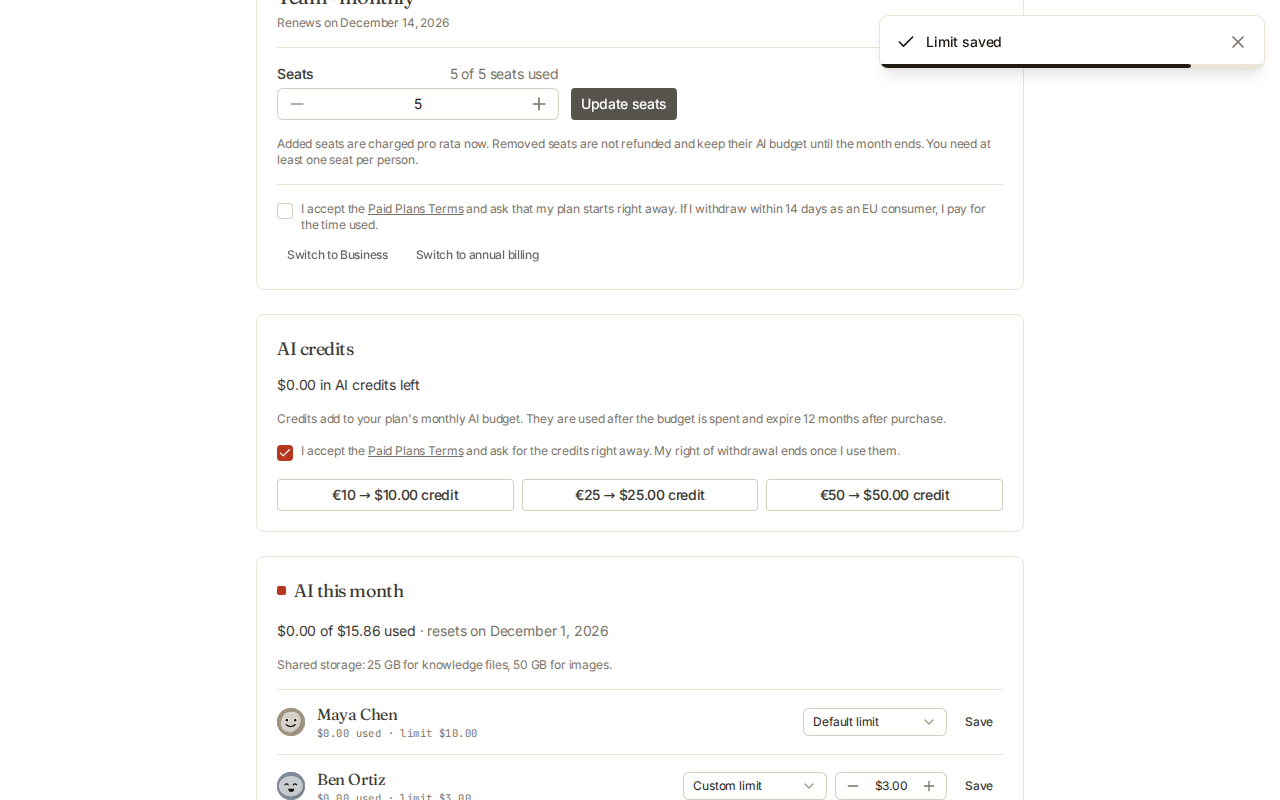 Team · monthly
Renews on December 14, 2026
Limit saved
Seats
5 of 5 seats used
5
Update seats
Added seats are charged pro rata now. Removed seats are not refunded and keep their AI budget until the month ends. You need at
least one seat per person.
I accept the Paid Plans Terms and ask that my plan starts right away. If I withdraw within 14 days as an EU consumer, I pay for
the time used.
Switch to Business
Switch to annual billing
AI credits
$0.00 in AI credits left
Credits add to your plan's monthly AI budget. They are used after the budget is spent and expire 12 months after purchase.
I accept the Paid Plans Terms and ask for the credits right away. My right of withdrawal ends once I use them.
€10 → $10.00 credit
€25 → $25.00 credit
€50 → $50.00 credit
AI this month
$0.00 of $15.86 used · resets on December 1, 2026
Shared storage: 25 GB for knowledge files, 50 GB for images.
Maya Chen
$0.00 used · limit $10.00
Default limit
Save
Ben Ortiz
$0.00 used · limit $3.00
Custom limit
$3.00
Save